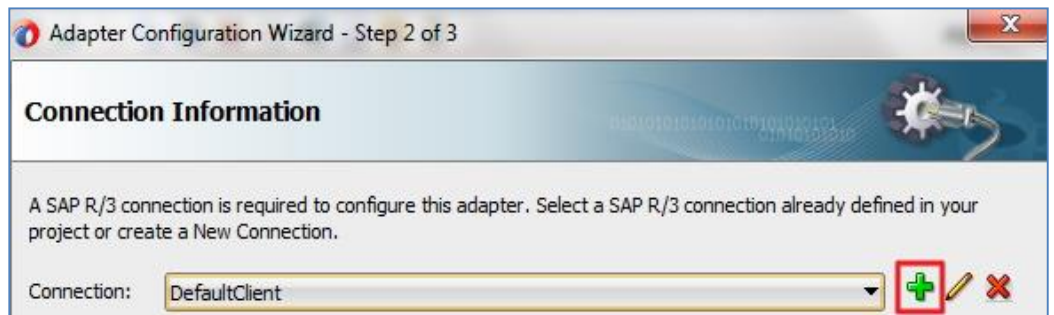 Adapter Configuration Wizard - Step 2 of 3
Connection Information
A SAP R/3 connection is required to configure this adapter. Select a SAP R/3 connection already defined in your
project or create a New Connection.
Connection: DefaultClient